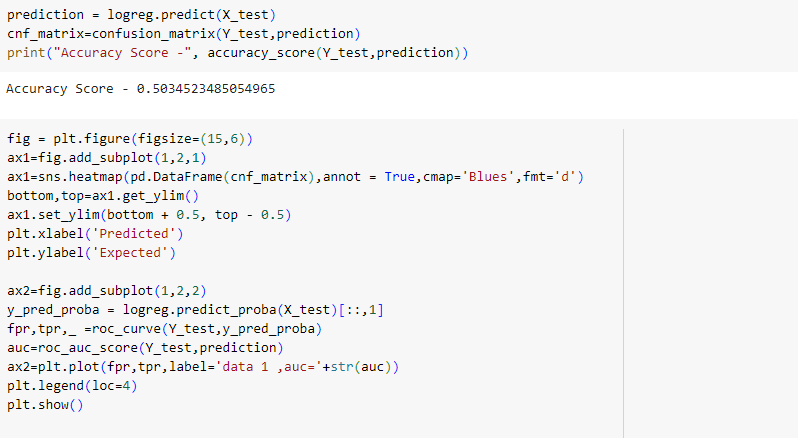 prediction = logreg.predict(X_test)
cnf_matrix=confusion_matrix(Y_test,prediction)
print("Accuracy Score -", accuracy_score(Y_test,prediction))
Accuracy Score - 0.5034523485054965
fig = plt.figure(figsize=(15,6))
ax1=fig.add_subplot(1,2,1)
ax1=sns.heatmap(pd.DataFrame(cnf_matrix),annot = True,cmap='Blues',fmt='d')
bottom,top=ax1.get_ylim()
ax1.set_ylim(bottom + 0.5, top - 0.5)
plt.xlabel('Predicted')
plt.ylabel('Expected')
ax2=fig.add_subplot(1,2,2)
y_pred_proba = logreg.predict_proba(X_test)[::,1]
fpr,tpr,_ =roc_curve(Y_test,y_pred_proba)
auc=roc_auc_score(Y_test,prediction)
ax2=plt.plot(fpr,tpr,label='data 1 ,auc='+str(auc))
plt.legend(loc=4)
plt.show()